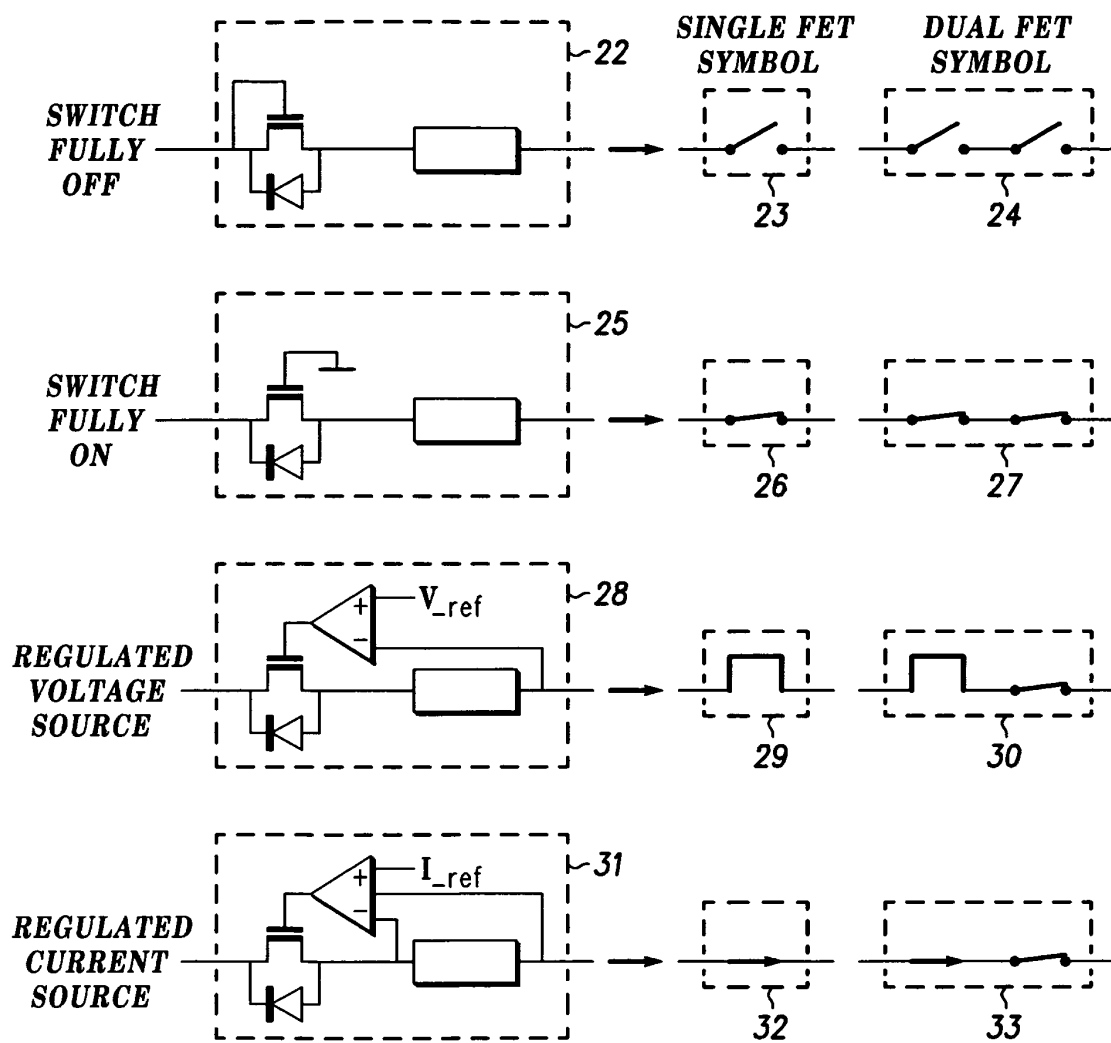 SINGLE FET
SYMBOL
DUAL FET
SYMBOL
22
SWITCH
FULLY
OFF
23
24
25
SWITCH
FULLY
ON
26
27
28
+
V_ref
−
REGULATED
VOLTAGE
SOURCE
29
30
31
+
I_ref
−
REGULATED
CURRENT
SOURCE
32
33